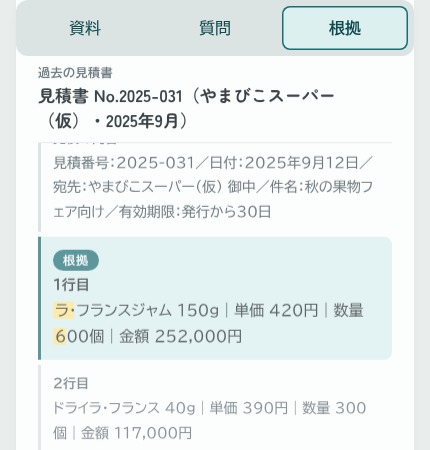 資料 質問 根拠
過去の見積書
見積書 No.2025-031（やまびこスーパー
（仮）・2025年9月）
見積番号：2025-031／日付：2025年9月12日／
宛先：やまびこスーパー（仮） 御中／件名：秋の果物フ
ェア向け／有効期限：発行から30日
根拠
1行目
ラ・フランスジャム 150g｜単価 420円｜数量
600個｜金額 252,000円
2行目
ドライラ・フランス 40g｜単価 390円｜数量 300
個｜金額 117,000円